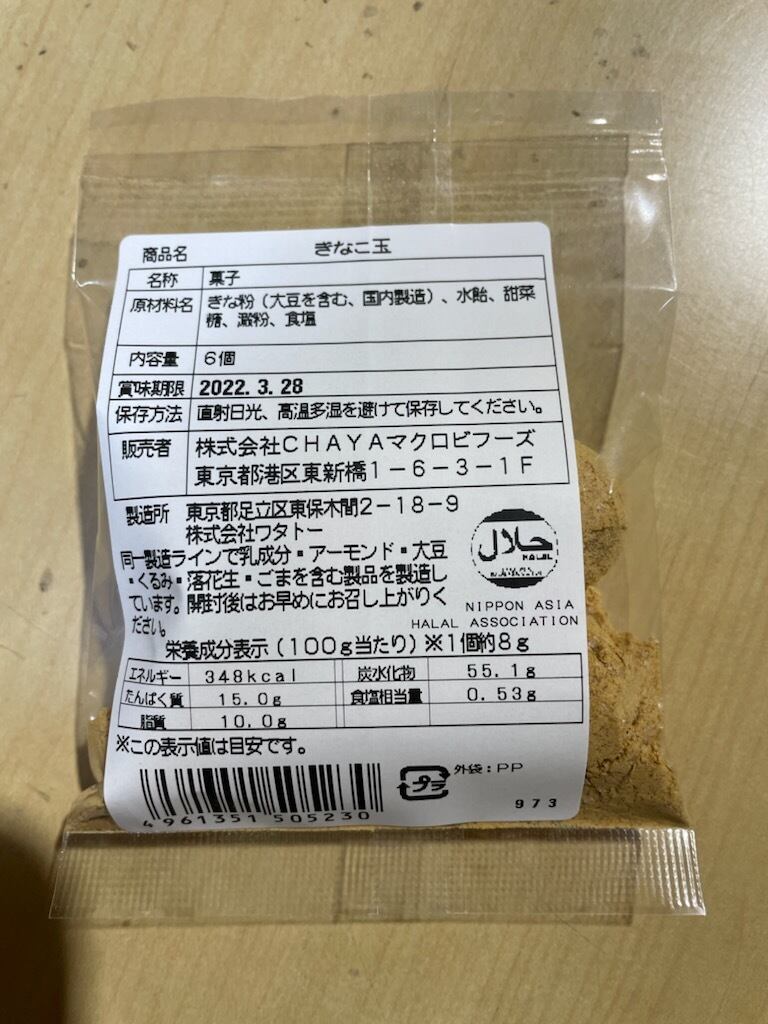 商品名 きなこ玉
名称 菓子
原材料名 きな粉（大豆を含む、国内製造）、水飴、甜菜
糖、澱粉、食塩
内容量 6個
賞味期限 2022. 3. 28
保存方法 直射日光、高温多湿を避けて保存してください。
販売者 株式会社CHAYAマクロビフーズ
東京都港区東新橋1－6－3－1F
製造所 東京都足立区東保木間2－18－9
株式会社ワタトー
同一製造ラインで乳成分・アーモンド・大豆
・くるみ・落花生・ごまを含む製品を製造し
ています。開封後はお早めにお召し上がりく
ださい。
حلال
HALAL
NIPPON ASIA
HALAL ASSOCIATION
栄養成分表示（100g当たり）※1個約8g
エネルギー 348kcal 炭水化物 55.1g
たんぱく質 15.0g 食塩相当量 0.53g
脂質 10.0g
※この表示値は目安です。
プラ 外袋：PP
4961351505230
973